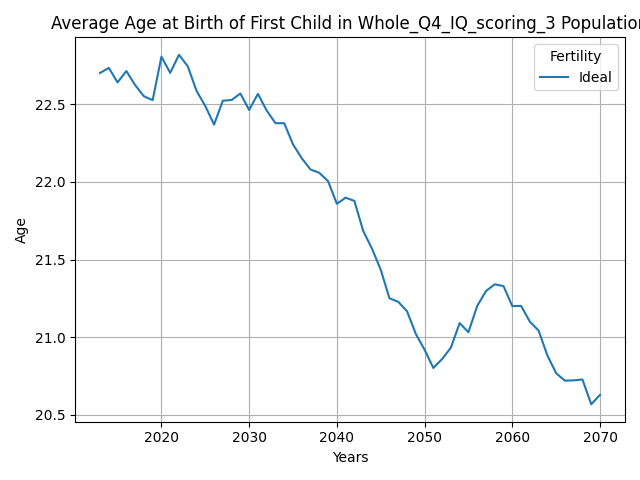 Average Age at Birth of First Child in Whole_Q4_IQ_scoring_3 Population
Fertility
Ideal
22.5
22.0
21.5
21.0
20.5
Age
2020 2030 2040 2050 2060 2070
Years